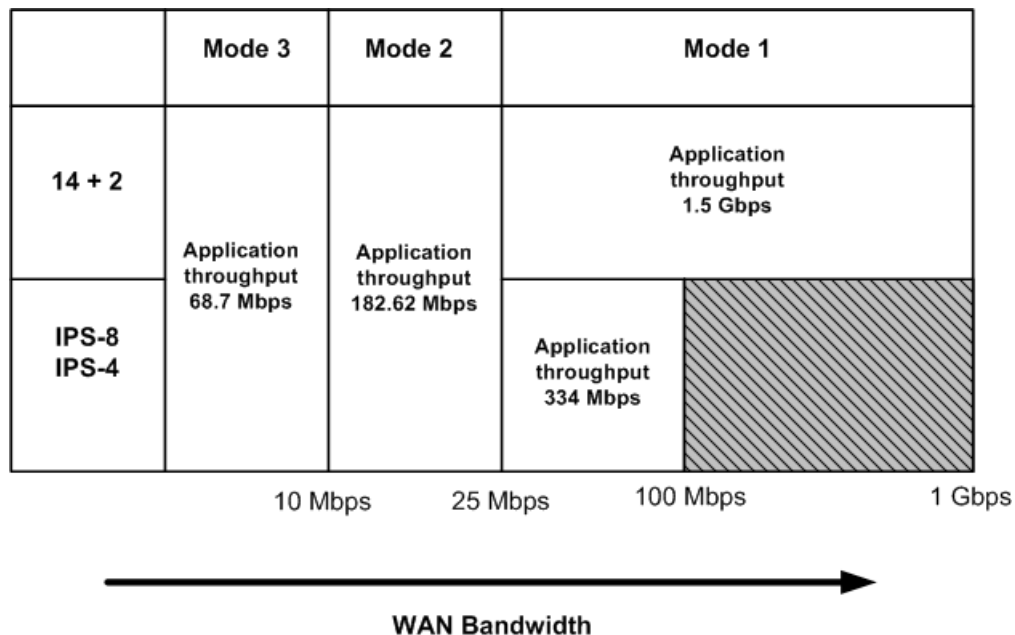 Mode 3
Mode 2
Mode 1
14 + 2
Application
throughput
1.5 Gbps
Application
throughput
68.7 Mbps
Application
throughput
182.62 Mbps
IPS-8
IPS-4
Application
throughput
334 Mbps
10 Mbps
25 Mbps
100 Mbps
1 Gbps
WAN Bandwidth